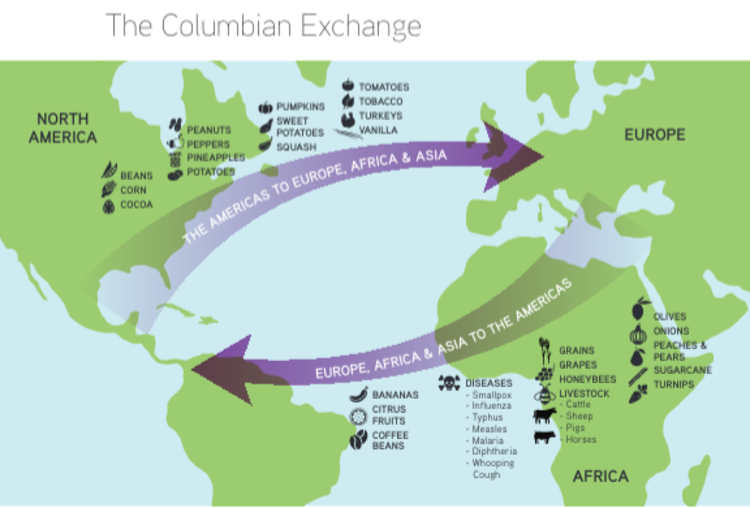 The Columbian Exchange
NORTH
AMERICA
EUROPE
TOMATOES
TOBACCO
TURKEYS
VANILLA
PUMPKINS
SWEET
POTATOES
SQUASH
PEANUTS
PEPPERS
PINEAPPLES
POTATOES
BEANS
CORN
COCOA
THE AMERICAS TO EUROPE, AFRICA & ASIA
EUROPE, AFRICA & ASIA TO THE AMERICAS
BANANAS
CITRUS
FRUITS
COFFEE
BEANS
DISEASES
- Smallpox
- Influenza
- Typhus
- Measles
- Malaria
- Diphtheria
- Whooping
Cough
GRAINS
GRAPES
HONEYBEES
LIVESTOCK
- Cattle
- Sheep
- Pigs
- Horses
OLIVES
ONIONS
PEACHES &
PEARS
SUGARCANE
TURNIPS
AFRICA